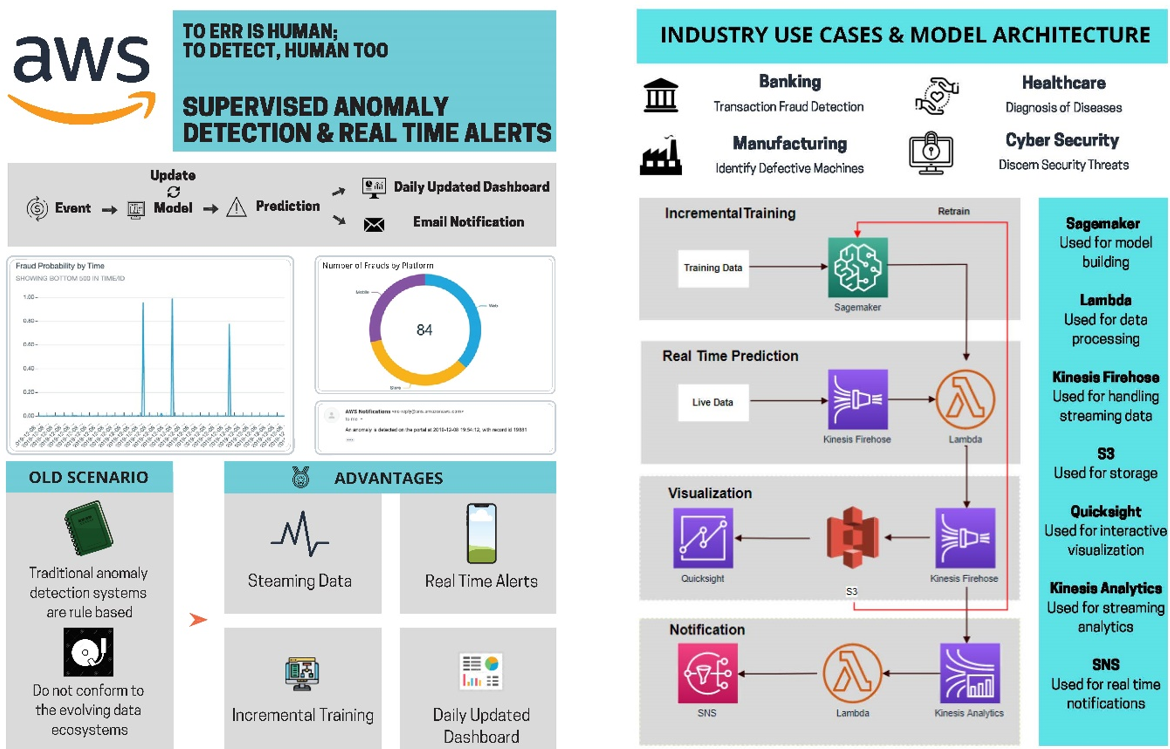 aws
TO ERR IS HUMAN;
TO DETECT, HUMAN TOO
SUPERVISED ANOMALY
DETECTION & REAL TIME ALERTS
Update
Event
Model
Prediction
Daily Updated Dashboard
Email Notification
Fraud Probability by Time
SHOWING BOTTOM 500 IN TIME/ID
1.00
0.80
0.60
0.40
0.20
0.00
Number of Frauds by Platform
Mobile
Web
Store
84
AWS Notifications <no-reply@sns.amazonaws.com>
to me
An anomaly is detected on the portal at 2019-12-08 19:54:12, with record id 19881
OLD SCENARIO
Traditional anomaly
detection systems
are rule based
Do not conform to
the evolving data
ecosystems
ADVANTAGES
Steaming Data
Real Time Alerts
Incremental Training
Daily Updated
Dashboard
INDUSTRY USE CASES & MODEL ARCHITECTURE
Banking
Transaction Fraud Detection
Healthcare
Diagnosis of Diseases
Manufacturing
Identify Defective Machines
Cyber Security
Discern Security Threats
Incremental Training
Retrain
Training Data
Sagemaker
Real Time Prediction
Live Data
Kinesis Firehose
Lambda
Visualization
Quicksight
S3
Kinesis Firehose
Notification
SNS
Lambda
Kinesis Analytics
Sagemaker
Used for model
building
Lambda
Used for data
processing
Kinesis Firehose
Used for handling
streaming data
S3
Used for storage
Quicksight
Used for interactive
visualization
Kinesis Analytics
Used for streaming
analytics
SNS
Used for real time
notifications